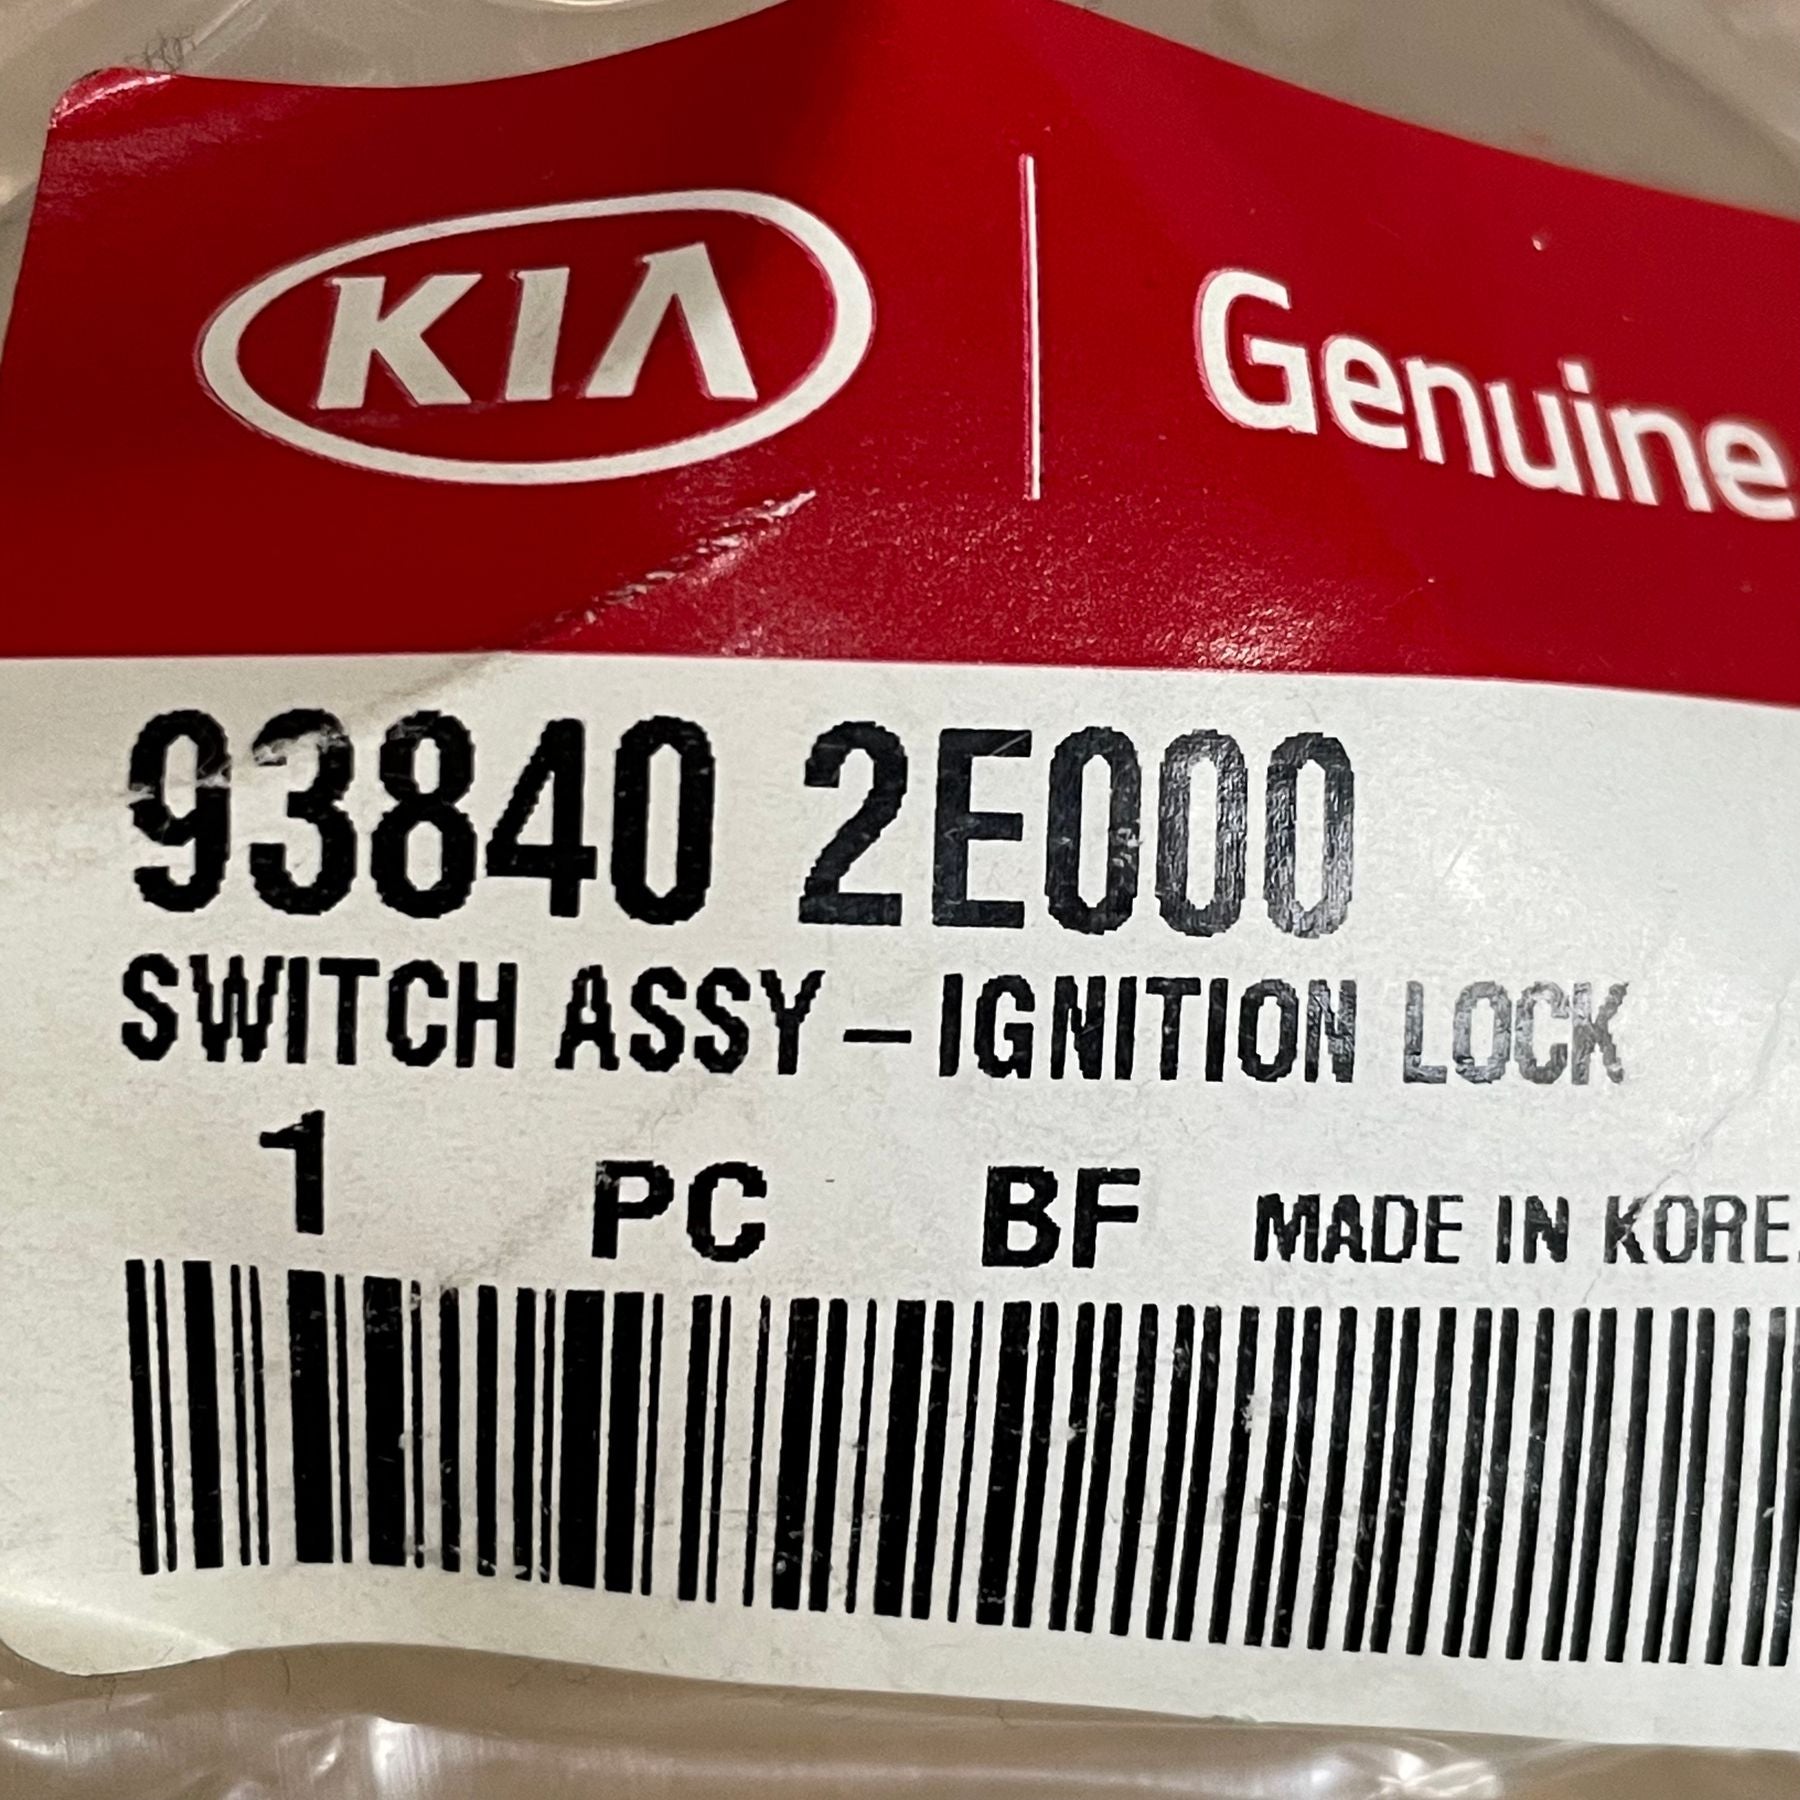 KIA Genuine
93840 2E000
SWITCH ASSY – IGNITION LOCK
1 PC BF MADE IN KORE